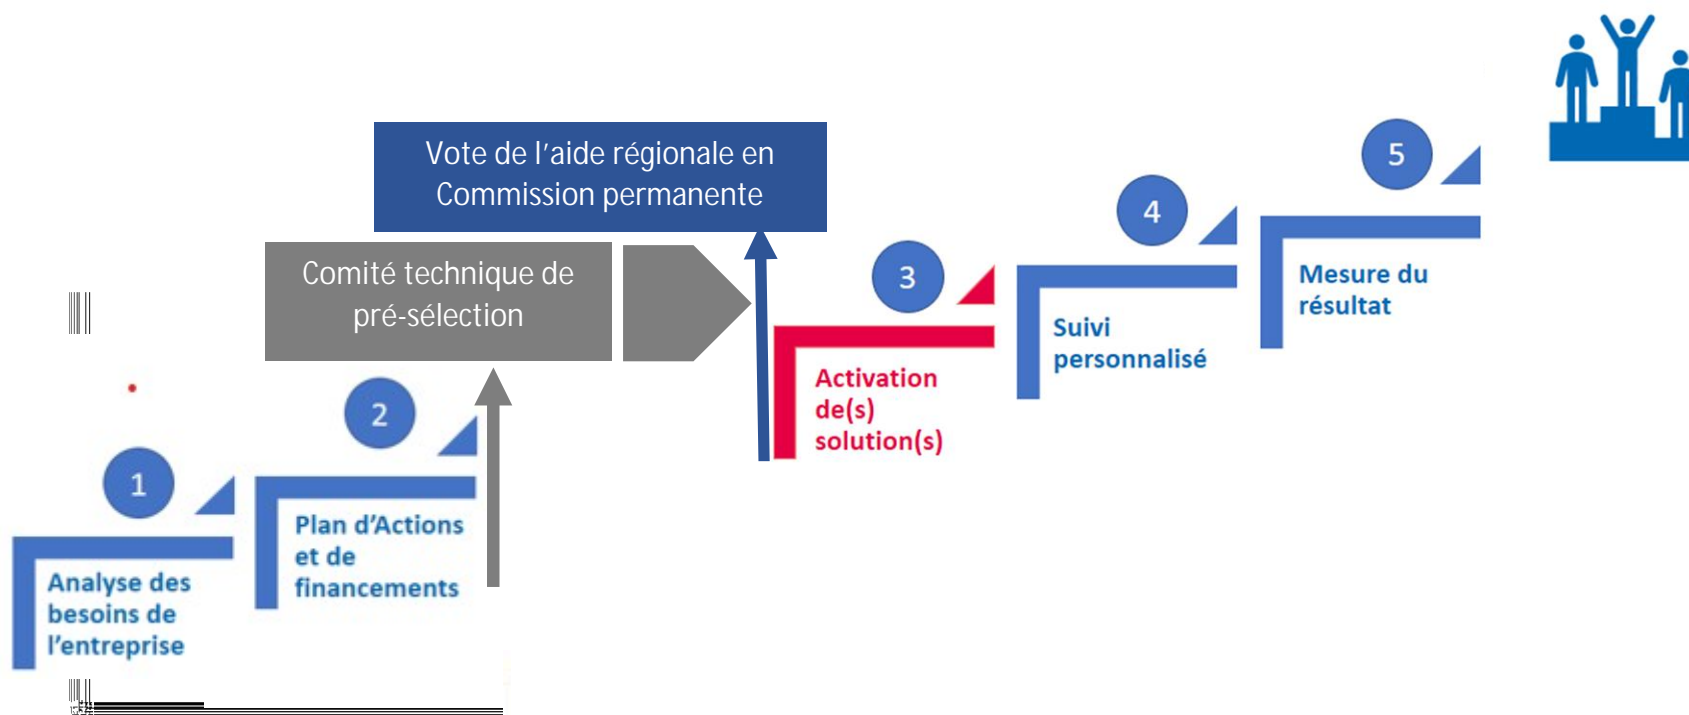 1
Analyse des
besoins de
l'entreprise
2
Plan d'Actions
et de
financements
Comité technique de
pré-sélection
Vote de l'aide régionale en
Commission permanente
3
Activation
de(s)
solution(s)
4
Suivi
personnalisé
5
Mesure du
résultat